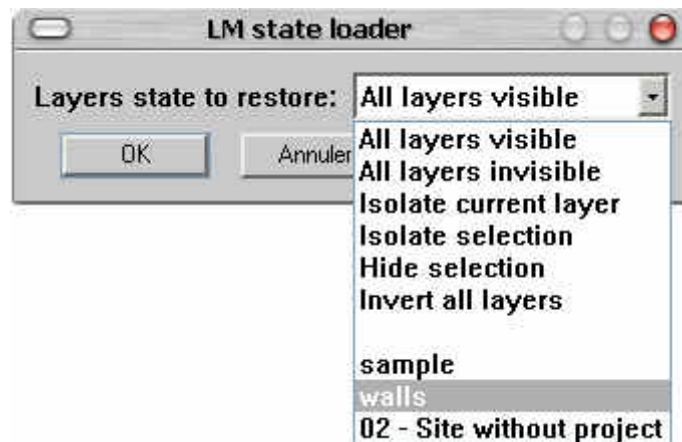 LM state loader
Layers state to restore: All layers visible
OK Annuler
All layers visible
All layers invisible
Isolate current layer
Isolate selection
Hide selection
Invert all layers
sample
walls
02 - Site without project